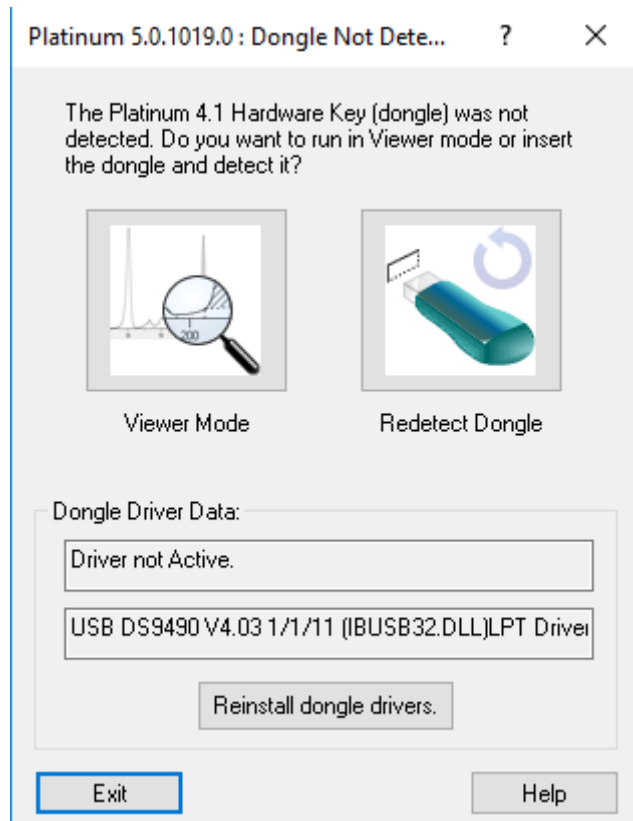 Platinum 5.0.1019.0 : Dongle Not Dete... ? ×
The Platinum 4.1 Hardware Key (dongle) was not
detected. Do you want to run in Viewer mode or insert
the dongle and detect it?
200
Viewer Mode Redetect Dongle
Dongle Driver Data:
Driver not Active.
USB DS9490 V4.03 1/1/11 (IBUSB32.DLL)LPT Driver
Reinstall dongle drivers.
Exit Help